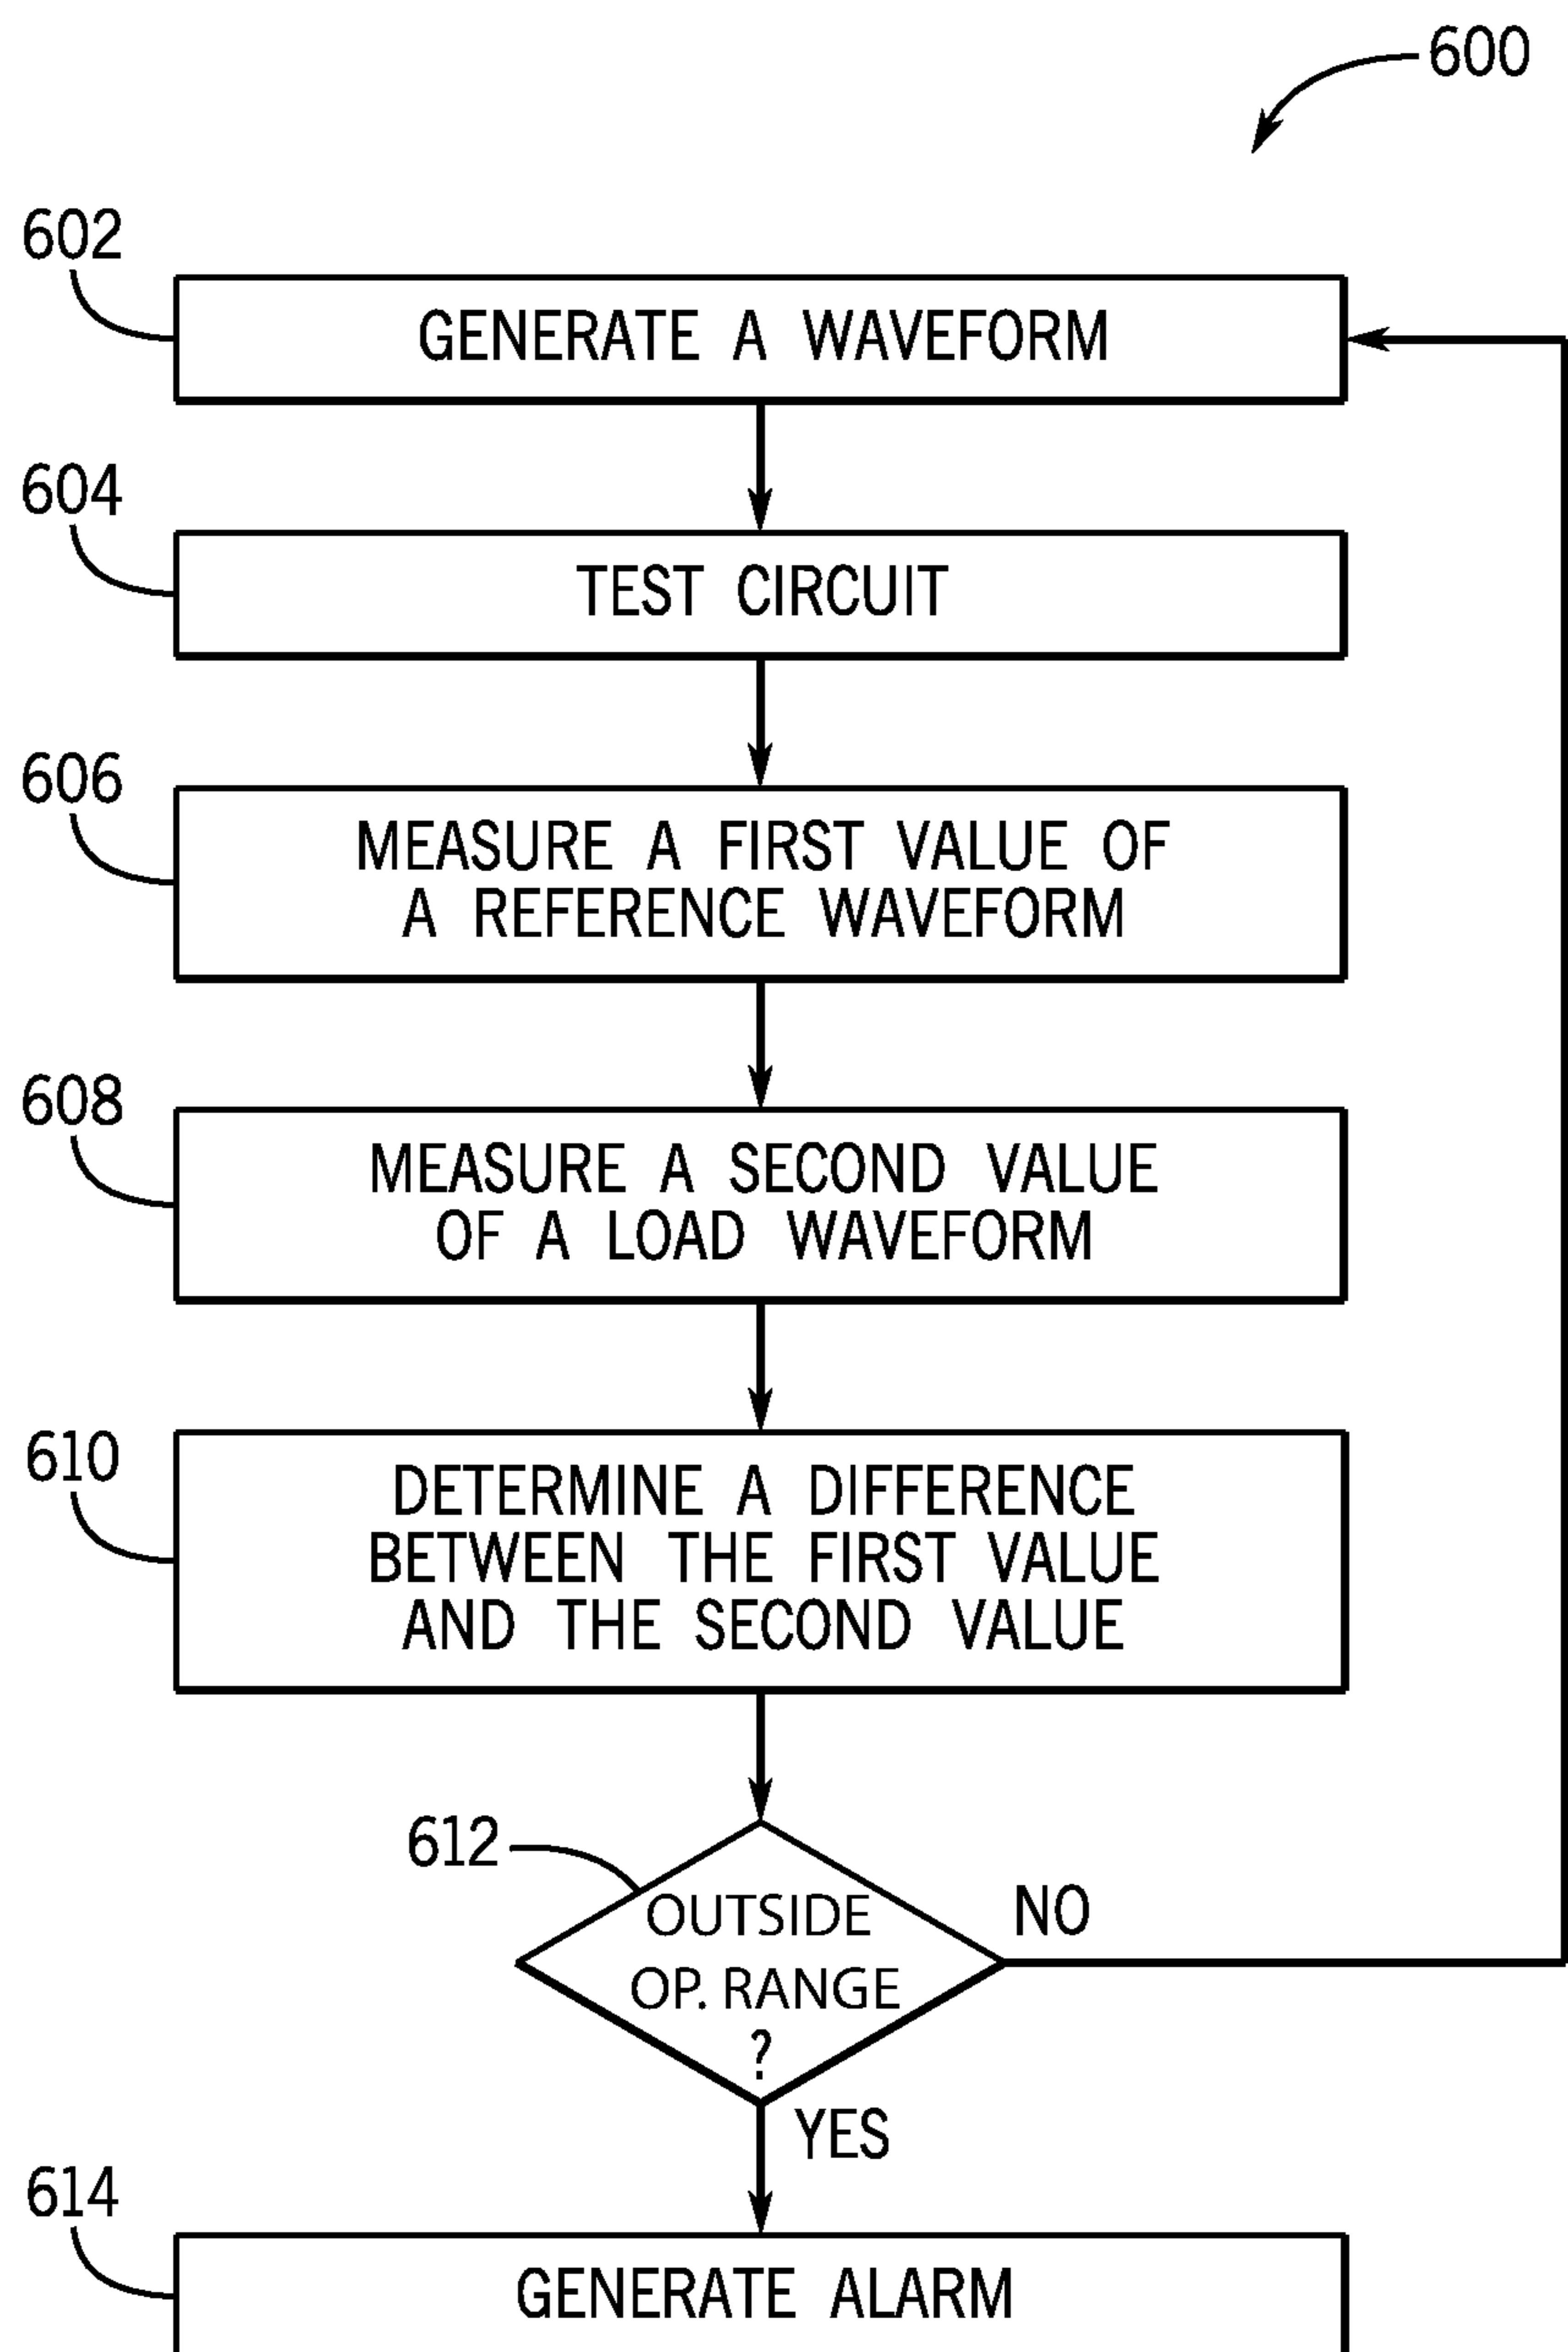 600
602
GENERATE A WAVEFORM
604
TEST CIRCUIT
606
MEASURE A FIRST VALUE OF
A REFERENCE WAVEFORM
608
MEASURE A SECOND VALUE
OF A LOAD WAVEFORM
610
DETERMINE A DIFFERENCE
BETWEEN THE FIRST VALUE
AND THE SECOND VALUE
612
OUTSIDE
OP. RANGE
?
NO
YES
614
GENERATE ALARM